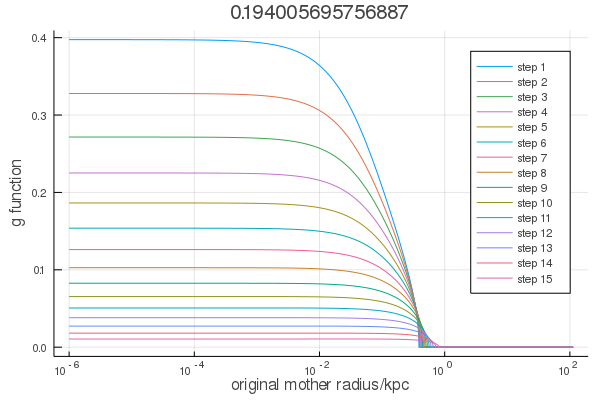 0.194005695756887
0.4
0.3
0.2
0.1
0.0
g function
10⁻⁶
10⁻⁴
10⁻²
10⁰
10²
original mother radius/kpc
step 1
step 2
step 3
step 4
step 5
step 6
step 7
step 8
step 9
step 10
step 11
step 12
step 13
step 14
step 15